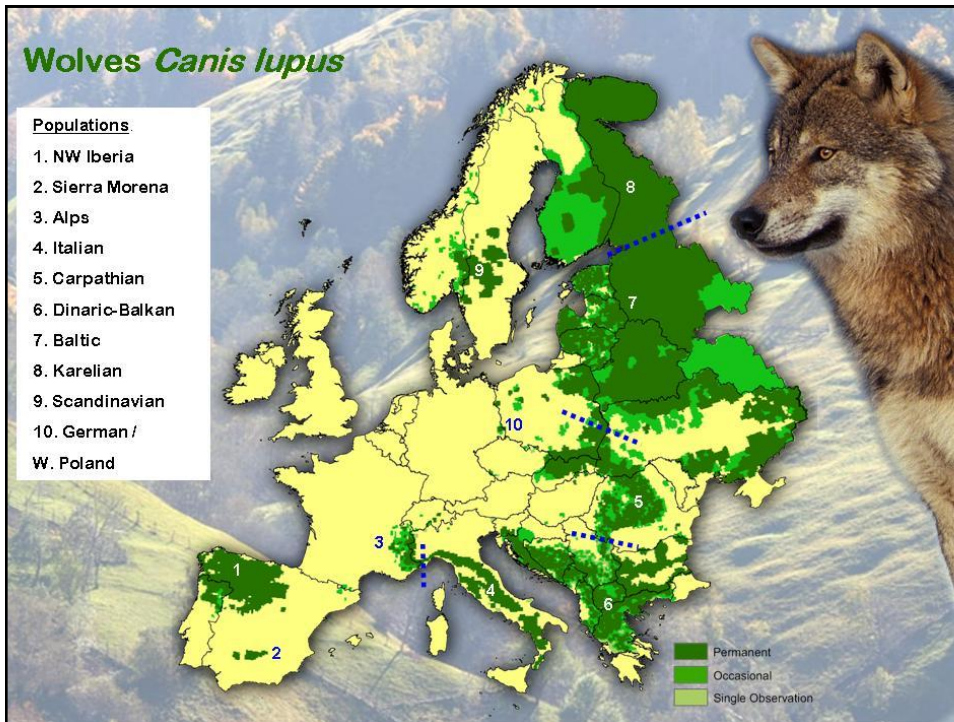 Wolves Canis lupus
Populations
1. NW Iberia
2. Sierra Morena
3. Alps
4. Italian
5. Carpathian
6. Dinaric-Balkan
7. Baltic
8. Karelian
9. Scandinavian
10. German /
W. Poland
8
9
7
10
5
3
1
4
6
2
Permanent
Occasional
Single Observation